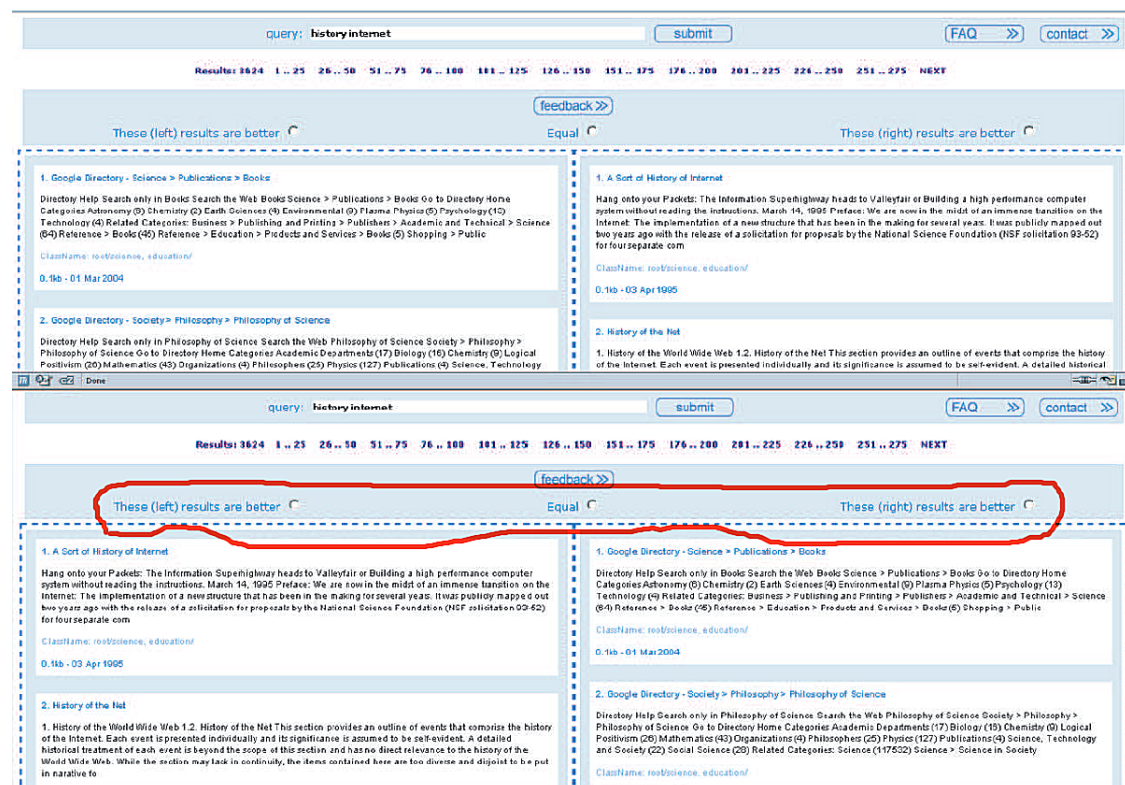 query: history internet submit FAQ >> contact >>
Results: 3624 1 .. 25 26 .. 50 51 .. 75 76 .. 100 101 .. 125 126 .. 150 151 .. 175 176 .. 200 201 .. 225 226 .. 250 251 .. 275 NEXT
feedback >>
These (left) results are better Equal These (right) results are better
1. Google Directory - Science > Publications > Books
Directory Help Search only in Books Search the Web Books Science > Publications > Books Go to Directory Home
Categories Astronomy (6) Chemistry (2) Earth Sciences (4) Environmental (9) Plasma Physics (5) Psychology (13)
Technology (4) Related Categories: Business > Publishing and Printing > Publishers > Academic and Technical > Science
(64) Reference > Books (45) Reference > Education > Products and Services > Books (5) Shopping > Public
ClassName: root/science, education/
0.1kb - 01 Mar 2004
2. Google Directory - Society > Philosophy > Philosophy of Science
Directory Help Search only in Philosophy of Science Search the Web Philosophy of Science Society > Philosophy >
Philosophy of Science Go to Directory Home Categories Academic Departments (17) Biology (16) Chemistry (9) Logical
Positivism (26) Mathematics (43) Organizations (4) Philosophers (25) Physics (127) Publications (4) Science, Technology
1. A Sort of History of Internet
Hang onto your Packets: The Information Superhighway heads to Valleyfair or Building a high performance computer
system without reading the instructions. March 14, 1995 Preface: We are now in the midst of an immense transition on the
Internet: The implementation of a new structure that has been in the making for several years. It was publicly mapped out
two years ago with the release of a solicitation for proposals by the National Science Foundation (NSF solicitation 93-52)
for four separate com
ClassName: root/science, education/
0.1kb - 03 Apr 1995
2. History of the Net
1. History of the World Wide Web 1.2. History of the Net This section provides an outline of events that comprise the history
of the Internet. Each event is presented individually and its significance is assumed to be self-evident. A detailed historical
Done
query: history internet submit FAQ >> contact >>
Results: 3624 1 .. 25 26 .. 50 51 .. 75 76 .. 100 101 .. 125 126 .. 150 151 .. 175 176 .. 200 201 .. 225 226 .. 250 251 .. 275 NEXT
feedback >>
These (left) results are better Equal These (right) results are better
1. A Sort of History of Internet
Hang onto your Packets: The Information Superhighway heads to Valleyfair or Building a high performance computer
system without reading the instructions. March 14, 1995 Preface: We are now in the midst of an immense transition on the
Internet: The implementation of a new structure that has been in the making for several years. It was publicly mapped out
two years ago with the release of a solicitation for proposals by the National Science Foundation (NSF solicitation 93-52)
for four separate com
ClassName: root/science, education/
0.1kb - 03 Apr 1995
2. History of the Net
1. History of the World Wide Web 1.2. History of the Net This section provides an outline of events that comprise the history
of the Internet. Each event is presented individually and its significance is assumed to be self-evident. A detailed
historical treatment of each event is beyond the scope of this section and has no direct relevance to the history of the
World Wide Web. While the section may lack in continuity, the items contained here are too diverse and disjoint to be put
in narative fo
1. Google Directory - Science > Publications > Books
Directory Help Search only in Books Search the Web Books Science > Publications > Books Go to Directory Home
Categories Astronomy (6) Chemistry (2) Earth Sciences (4) Environmental (9) Plasma Physics (5) Psychology (13)
Technology (4) Related Categories: Business > Publishing and Printing > Publishers > Academic and Technical > Science
(64) Reference > Books (45) Reference > Education > Products and Services > Books (5) Shopping > Public
ClassName: root/science, education/
0.1kb - 01 Mar 2004
2. Google Directory - Society > Philosophy > Philosophy of Science
Directory Help Search only in Philosophy of Science Search the Web Philosophy of Science Society > Philosophy >
Philosophy of Science Go to Directory Home Categories Academic Departments (17) Biology (16) Chemistry (9) Logical
Positivism (26) Mathematics (43) Organizations (4) Philosophers (25) Physics (127) Publications (4) Science, Technology
and Society (22) Social Science (28) Related Categories: Science (117532) Science > Science in Society
ClassName: root/science, education/